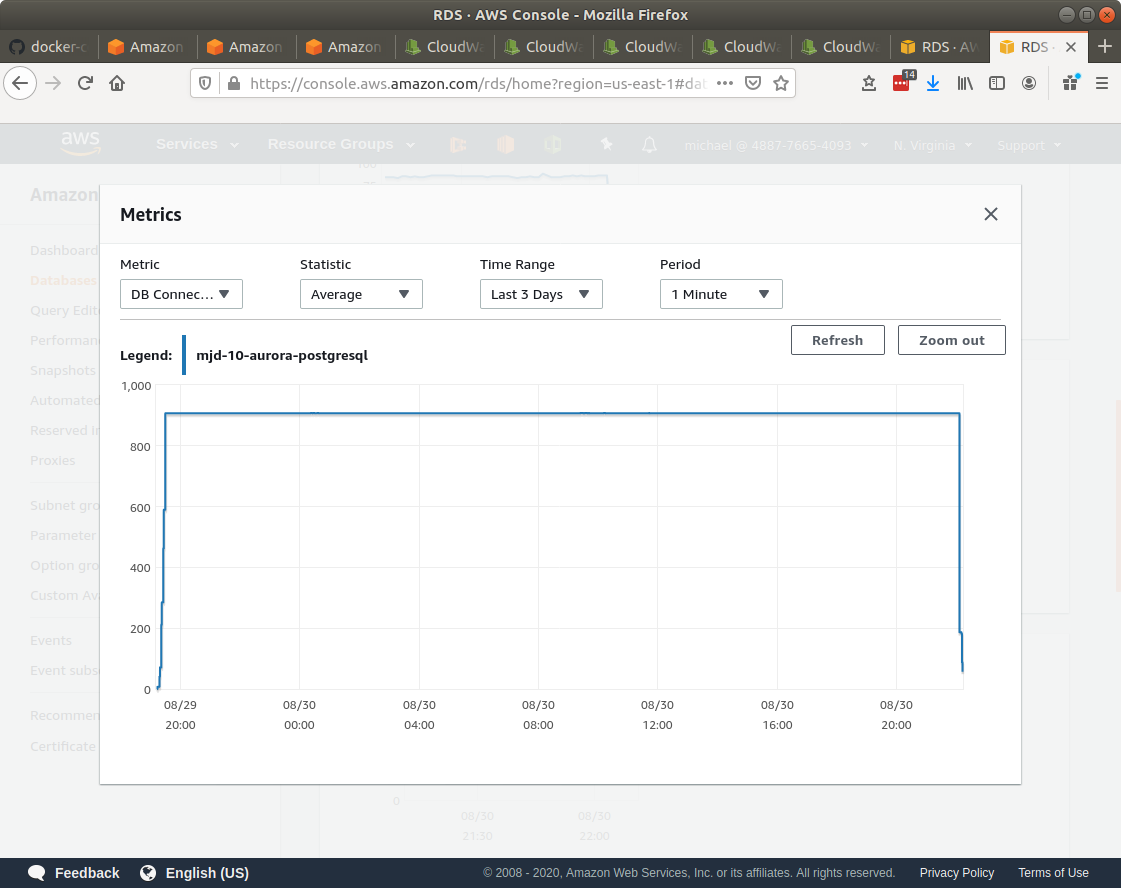 RDS · AWS Console - Mozilla Firefox
docker-
Amazon
Amazon
Amazon
CloudWa
CloudWa
CloudWa
CloudWa
CloudWa
RDS · AW
RDS ·
https://console.aws.amazon.com/rds/home?region=us-east-1#dat
14
aws
Services
Resource Groups
michael @ 4887-7665-4093
N. Virginia
Support
100
Amazon
Dashboard
Databases
Query Edit
Performan
Snapshots
Automated
Reserved in
Proxies
Subnet gro
Parameter
Option gro
Custom Ava
Events
Event subs
Recommen
Certificate
Metrics
Metric
Statistic
Time Range
Period
DB Connec...
Average
Last 3 Days
1 Minute
Refresh
Zoom out
Legend:
mjd-10-aurora-postgresql
1,000
800
600
400
200
0
08/29 08/30 08/30 08/30 08/30 08/30 08/30
20:00 00:00 04:00 08:00 12:00 16:00 20:00
0
08/30 08/30
21:30 22:00
Feedback
English (US)
© 2008 - 2020, Amazon Web Services, Inc. or its affiliates. All rights reserved.
Privacy Policy
Terms of Use